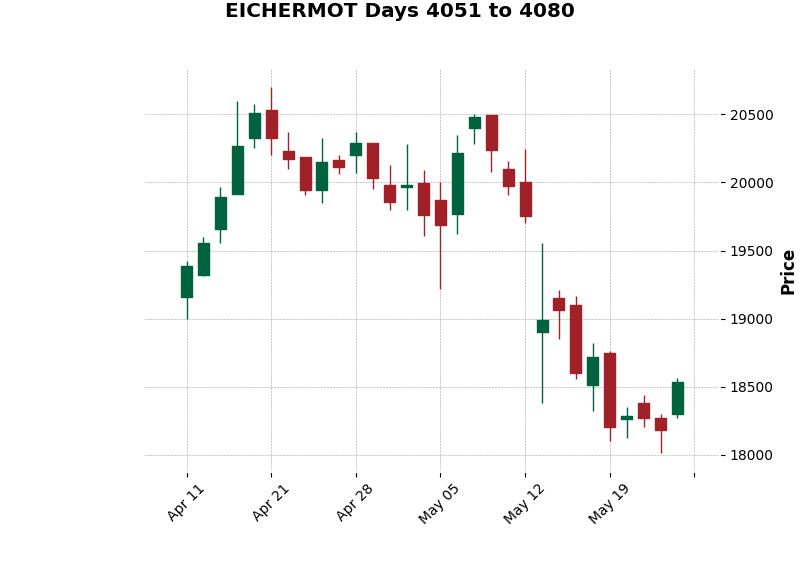 EICHERMOT Days 4051 to 4080
20500
20000
19500
19000
18500
18000
Price
Apr 11
Apr 21
Apr 28
May 05
May 12
May 19